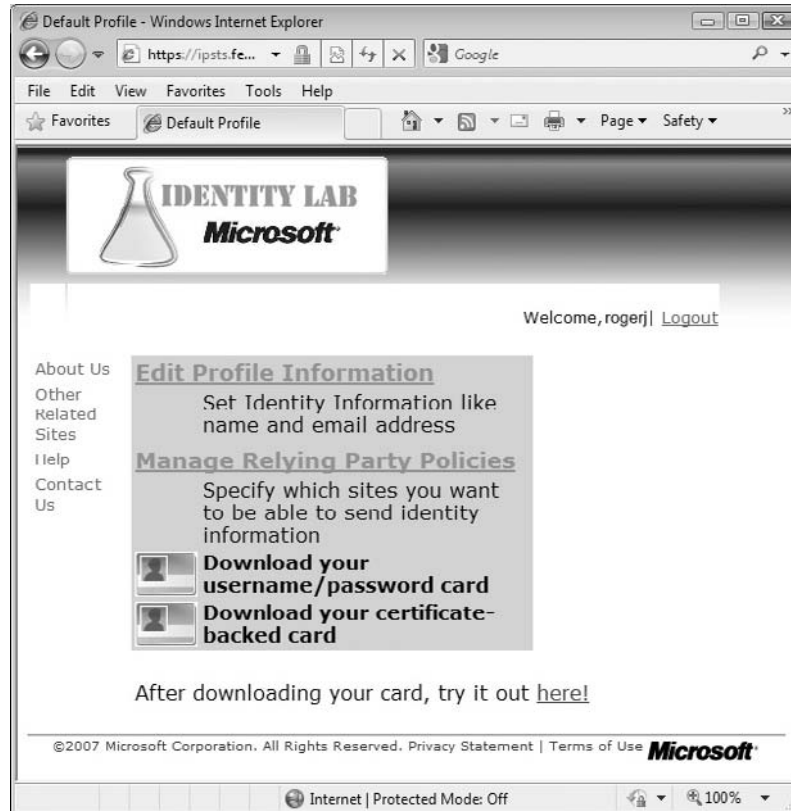 Default Profile - Windows Internet Explorer
https://ipsts.fe...
Google
File Edit View Favorites Tools Help
Favorites
Default Profile
Page Safety
IDENTITY LAB
Microsoft
Welcome, rogerj| Logout
About Us
Other
Related
Sites
Help
Contact
Us
Edit Profile Information
Set Identity Information like
name and email address
Manage Relying Party Policies
Specify which sites you want
to be able to send identity
information
Download your
username/password card
Download your certificate-
backed card
After downloading your card, try it out here!
©2007 Microsoft Corporation. All Rights Reserved. Privacy Statement | Terms of Use Microsoft
Internet | Protected Mode: Off
100%